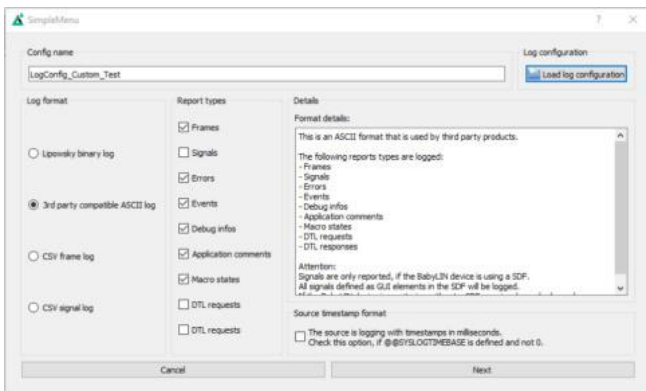 SimpleMenu
Config name
LogConfig_Custom_Test
Log configuration
Load log configuration
Log format
Lipowsky binary log
3rd party compatible ASCII log
CSV frame log
CSV signal log
Report types
Frames
Signals
Errors
Events
Debug infos
Application comments
Macro states
DTL requests
DTL requests
Details
Format details:
This is an ASCII format that is used by third party products.
The following reports types are logged:
- Frames
- Signals
- Errors
- Events
- Debug infos
- Application comments
- Macro states
- DTL requests
- DTL responses
Attention:
Signals are only reported, if the BabyLIN device is using a SDF.
All signals defined as GUI elements in the SDF will be logged.
Source timestamp format
The source is logging with timestamps in milliseconds.
Check this option, if @@SYSLOGTIMEBASE is defined and not 0.
Cancel
Next